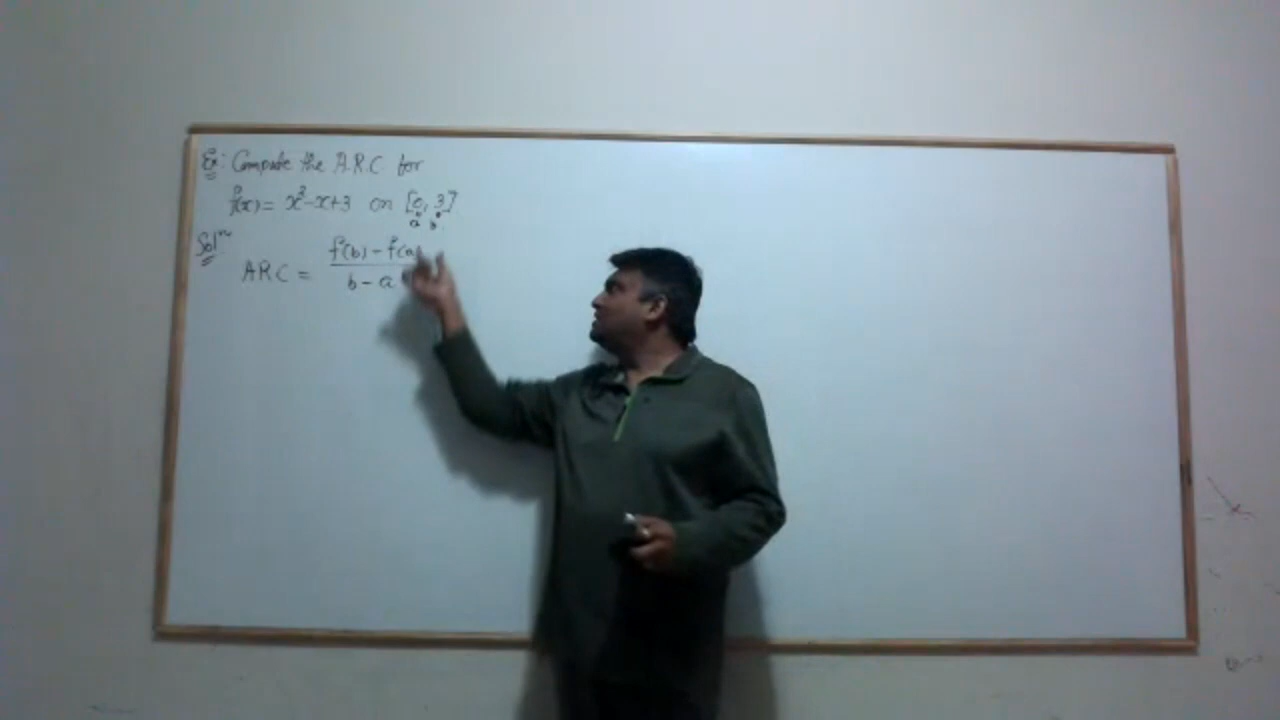 Ex: Compute the A.R.C for
f(x) = x²-x+3 on [0, 3]
a b
Solⁿ
ARC = f(b) - f(a)
b - a